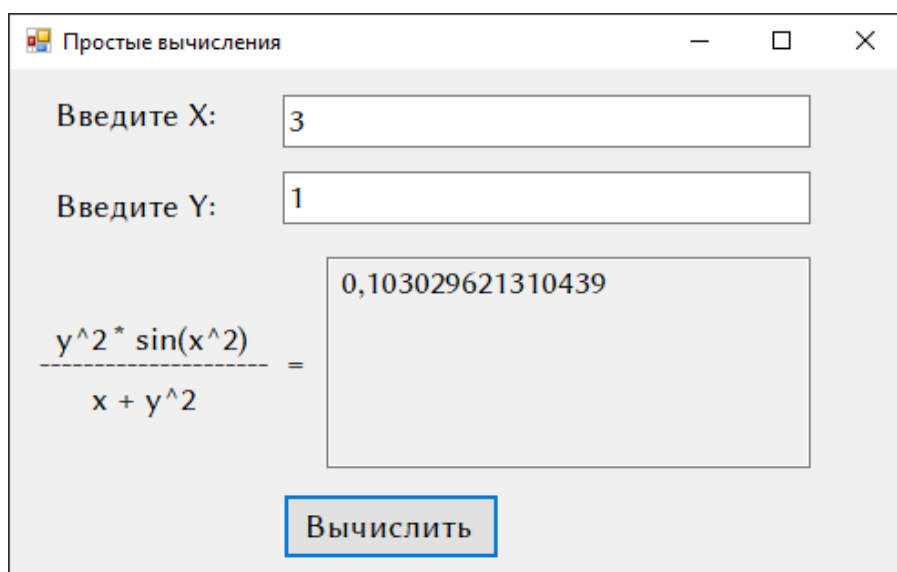 Простые вычисления
Введите X:
3
Введите Y:
1
0,103029621310439
y^2 * sin(x^2)
--------------------- =
x + y^2
Вычислить